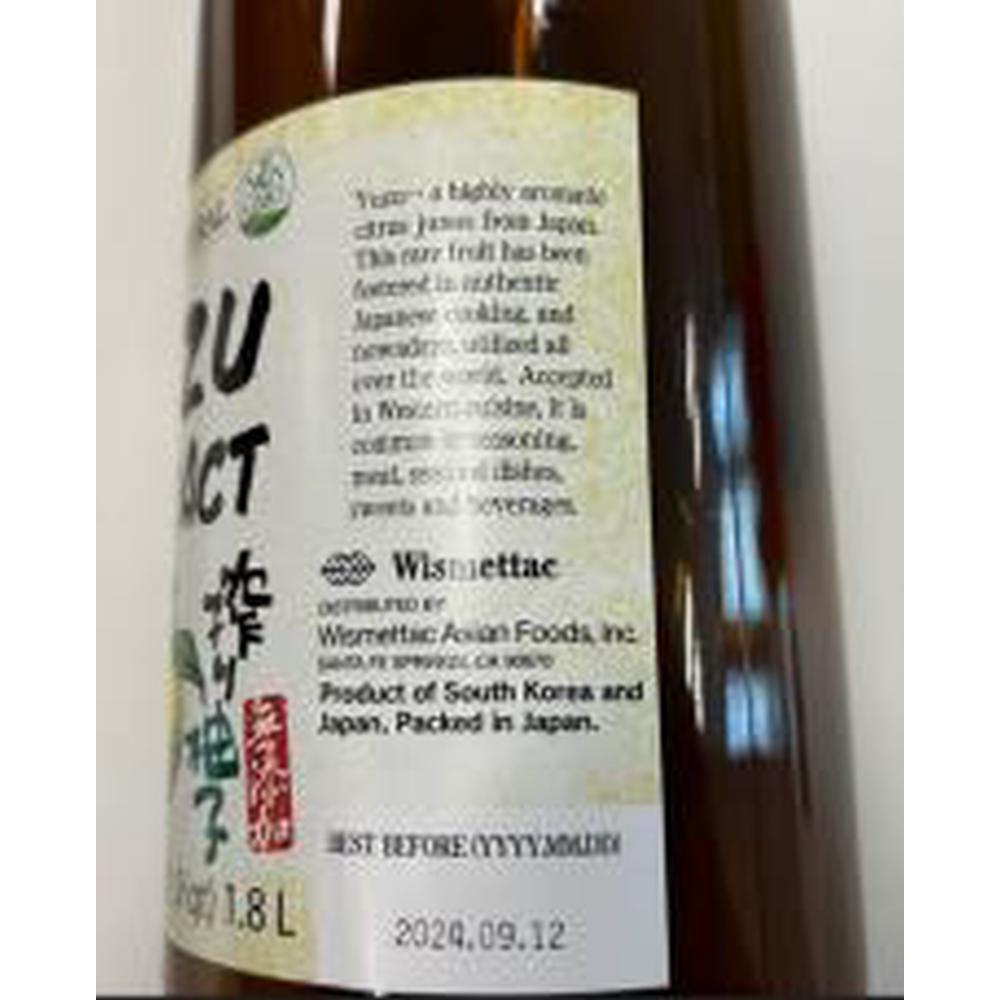 ZU
ACT
搾り柚子
1.8 L
Yuzu- a highly aromatic
citrus juices from Japan.
This rare fruit has been
fostered in authentic
Japanese cooking, and
nowadays, utilized all
over the world. Accepted
in Western cuisine, it is
common in seasoning,
meat, seafood dishes,
sweets and beverages.
Wismettac
DISTRIBUTED BY
Wismettac Asian Foods, Inc.
SANTA FE SPRINGS, CA 90670
Product of South Korea and
Japan, Packed in Japan.
BEST BEFORE (YYYY.MM.DD)
2024.09.12